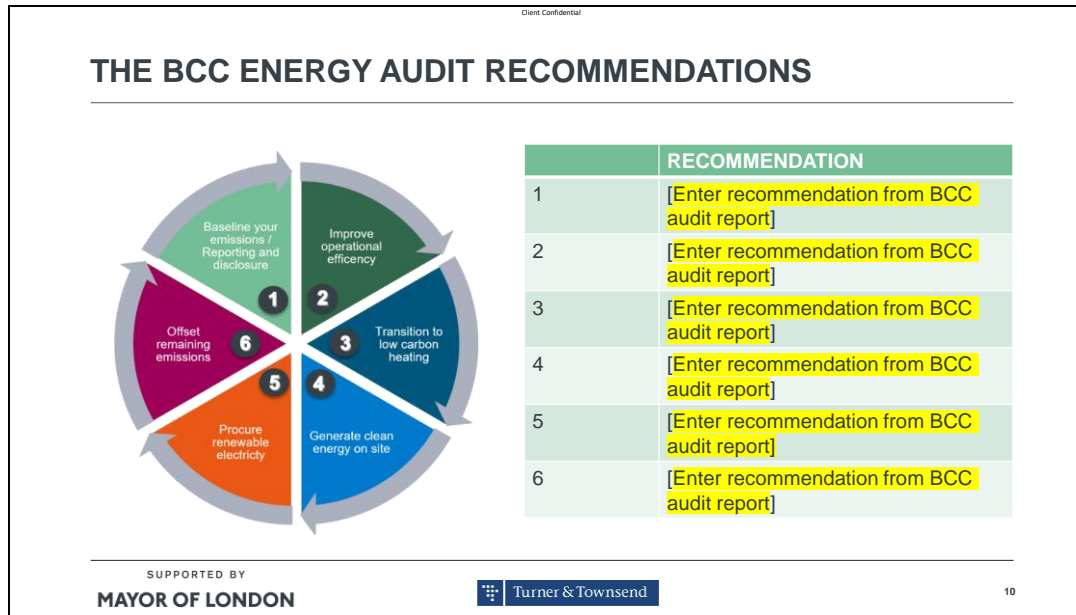 Client Confidential
THE BCC ENERGY AUDIT RECOMMENDATIONS
Baseline your
emissions /
Reporting and
disclosure
1
Improve
operational
efficency
2
Transition to
low carbon
heating
3
Generate clean
energy on site
4
Procure
renewable
electricty
5
Offset
remaining
emissions
6
RECOMMENDATION
1 [Enter recommendation from BCC
audit report]
2 [Enter recommendation from BCC
audit report]
3 [Enter recommendation from BCC
audit report]
4 [Enter recommendation from BCC
audit report]
5 [Enter recommendation from BCC
audit report]
6 [Enter recommendation from BCC
audit report]
SUPPORTED BY
MAYOR OF LONDON
Turner & Townsend
10